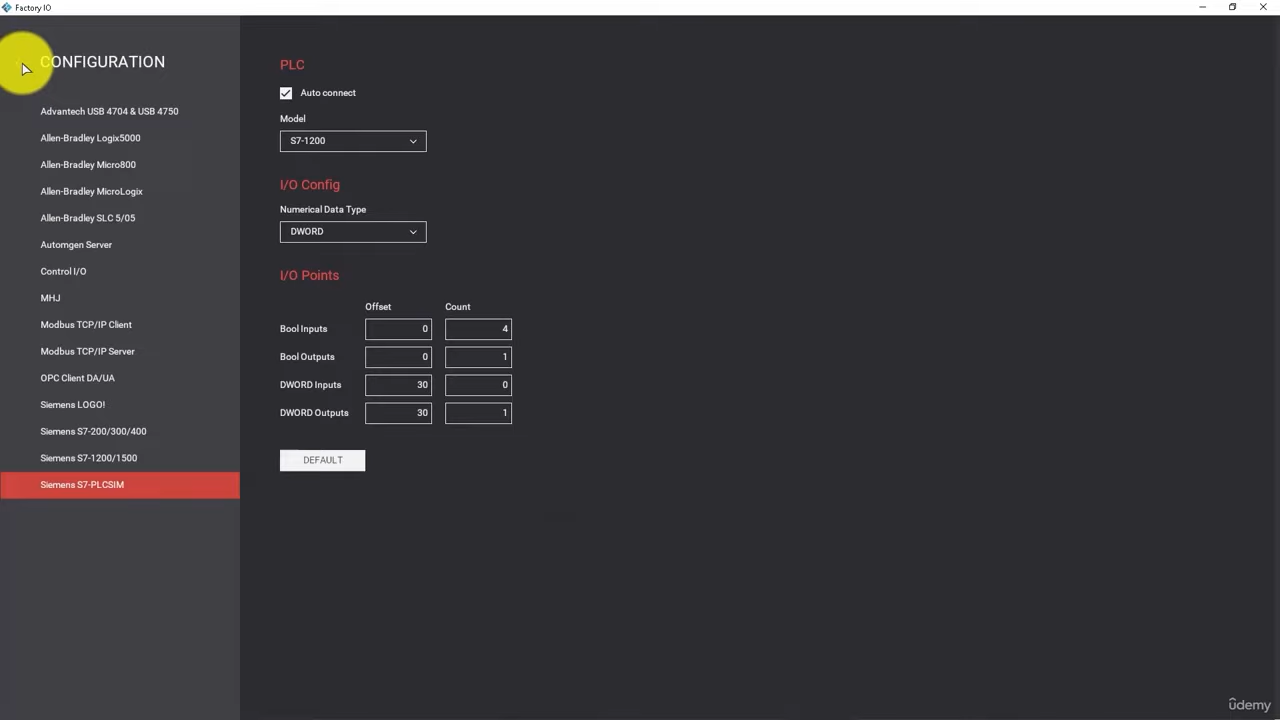 Factory IO
CONFIGURATION
Advantech USB 4704 & USB 4750
Allen-Bradley Logix5000
Allen-Bradley Micro800
Allen-Bradley MicroLogix
Allen-Bradley SLC 5/05
Automgen Server
Control I/O
MHJ
Modbus TCP/IP Client
Modbus TCP/IP Server
OPC Client DA/UA
Siemens LOGO!
Siemens S7-200/300/400
Siemens S7-1200/1500
Siemens S7-PLCSIM
PLC
Auto connect
Model
S7-1200
I/O Config
Numerical Data Type
DWORD
I/O Points
Offset Count
Bool Inputs 0 4
Bool Outputs 0 1
DWORD Inputs 30 0
DWORD Outputs 30 1
DEFAULT
ûdemy